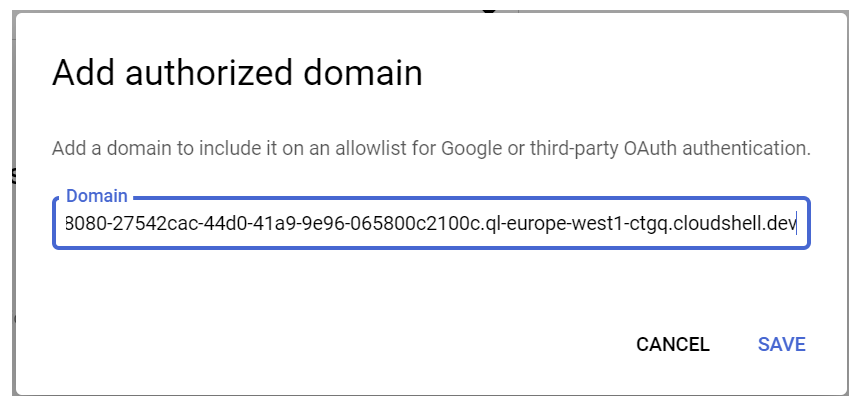 Add authorized domain
Add a domain to include it on an allowlist for Google or third-party OAuth authentication.
Domain
8080-27542cac-44d0-41a9-9e96-065800c2100c.ql-europe-west1-ctgq.cloudshell.dev
CANCEL SAVE